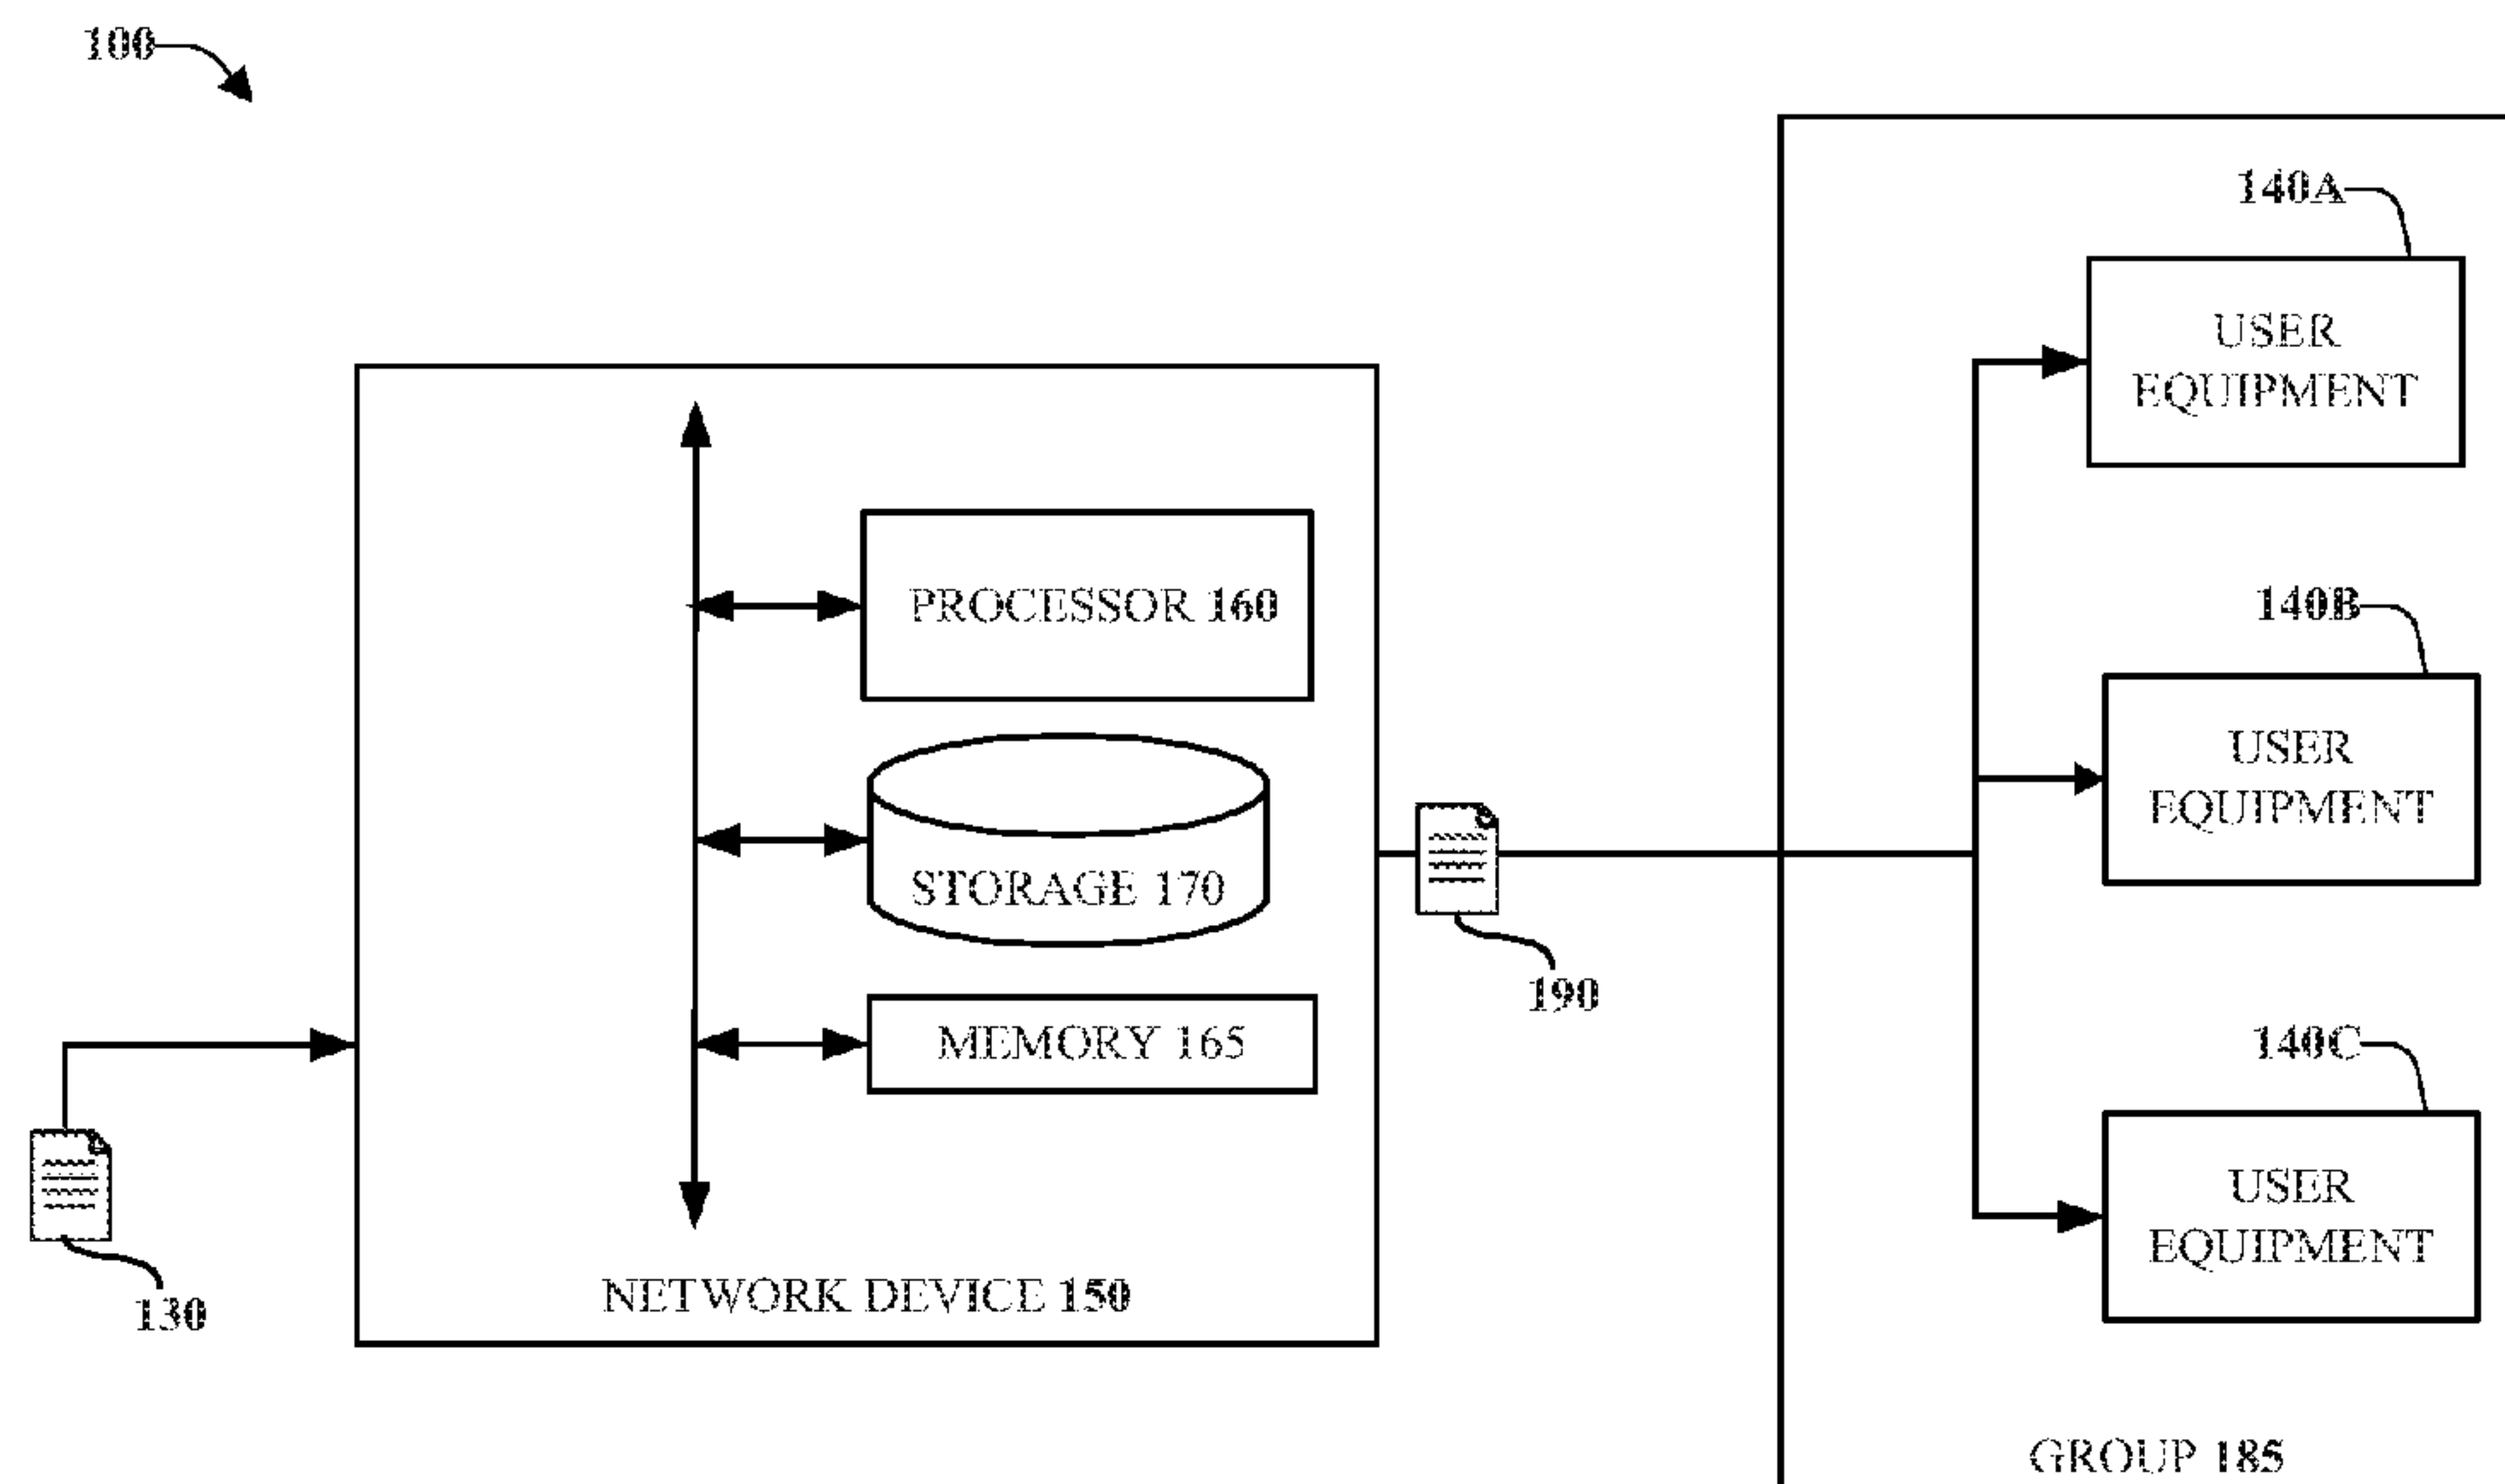 100
140A
USER
EQUIPMENT
PROCESSOR 160
140B
USER
EQUIPMENT
STORAGE 170
190
MEMORY 165
140C
USER
EQUIPMENT
NETWORK DEVICE 150
130
GROUP 185